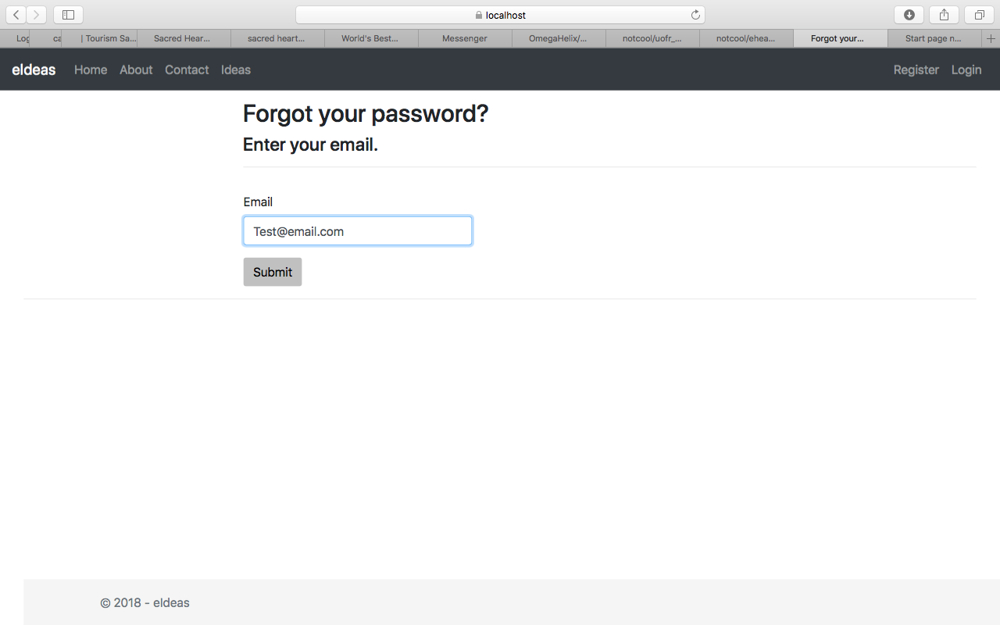 localhost
Log
ca
| Tourism Sa...
Sacred Hear...
sacred heart...
World's Best...
Messenger
OmegaHelix/...
notcool/uofr_...
notcool/ehea...
Forgot your...
Start page n...
eIdeas Home About Contact Ideas Register Login
Forgot your password?
Enter your email.
Email
Test@email.com
Submit
© 2018 - eIdeas